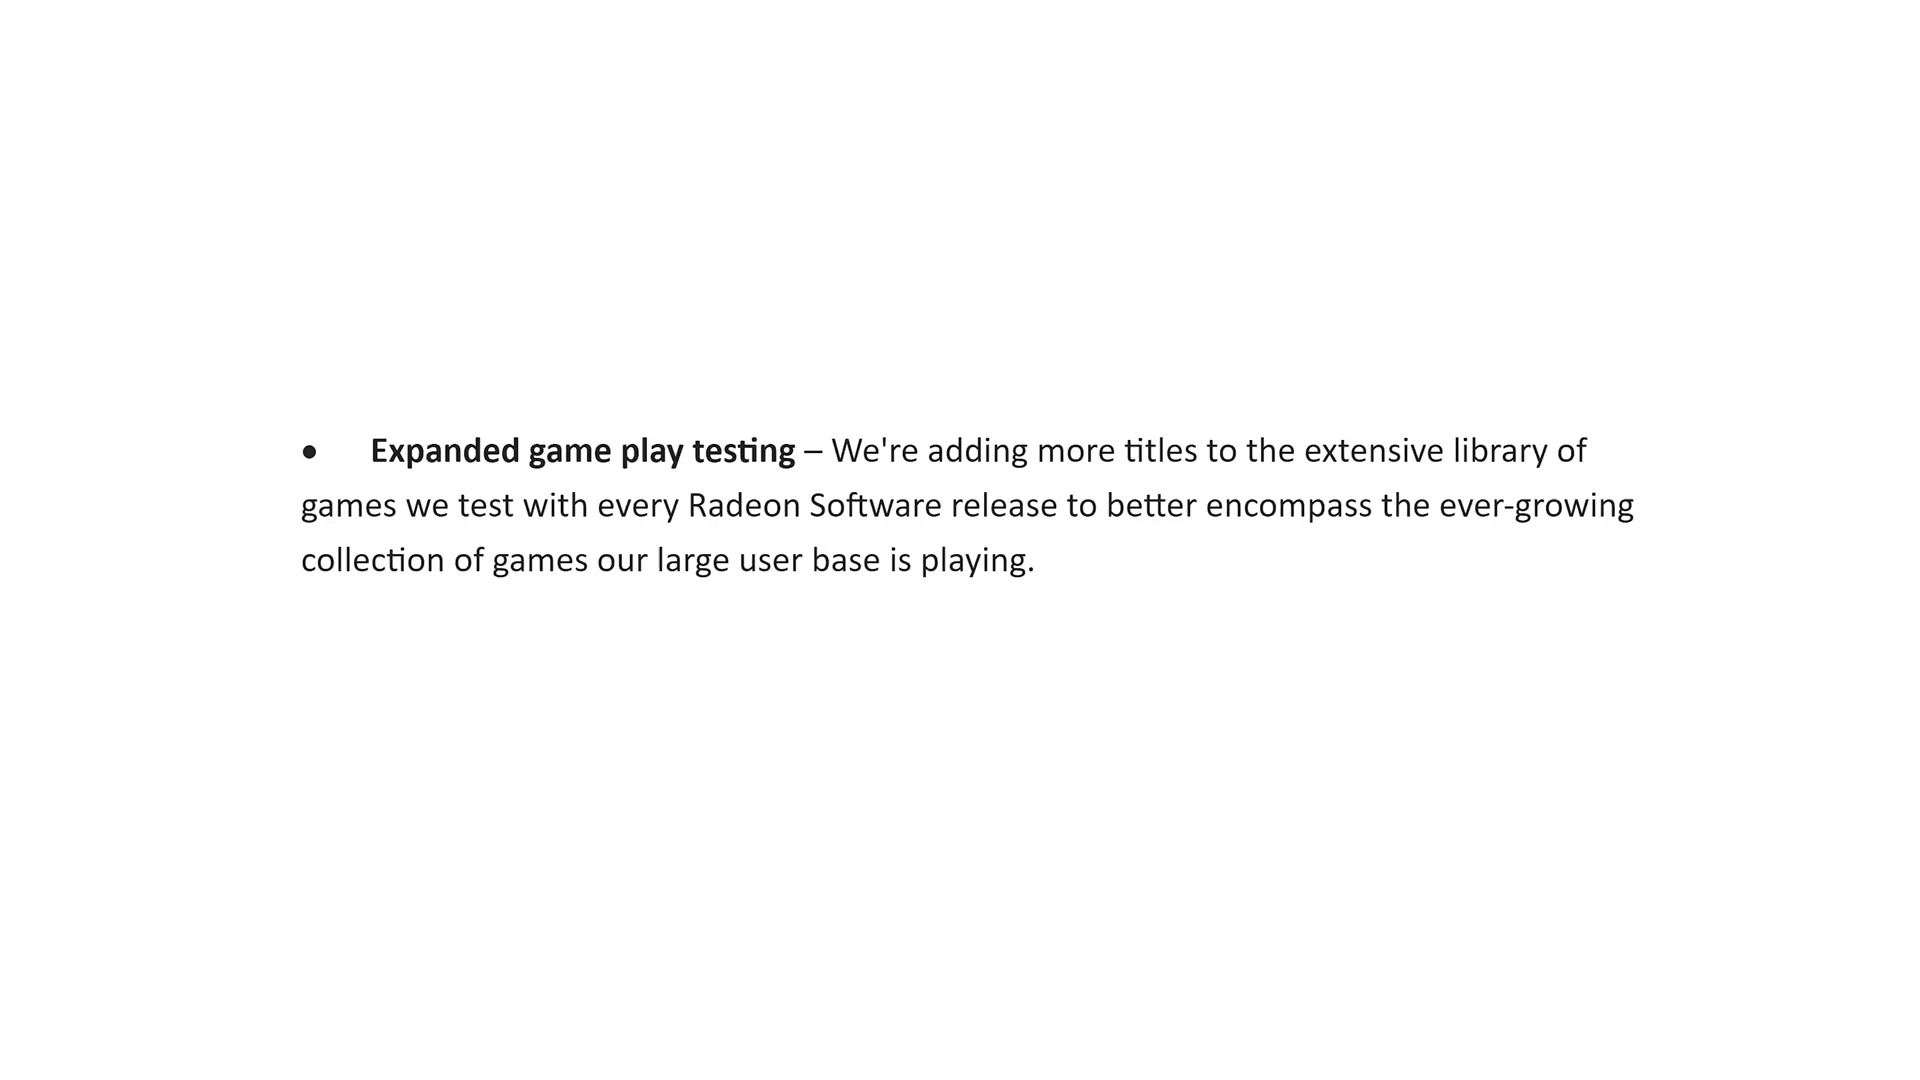 • Expanded game play testing – We're adding more titles to the extensive library of
games we test with every Radeon Software release to better encompass the ever-growing
collection of games our large user base is playing.